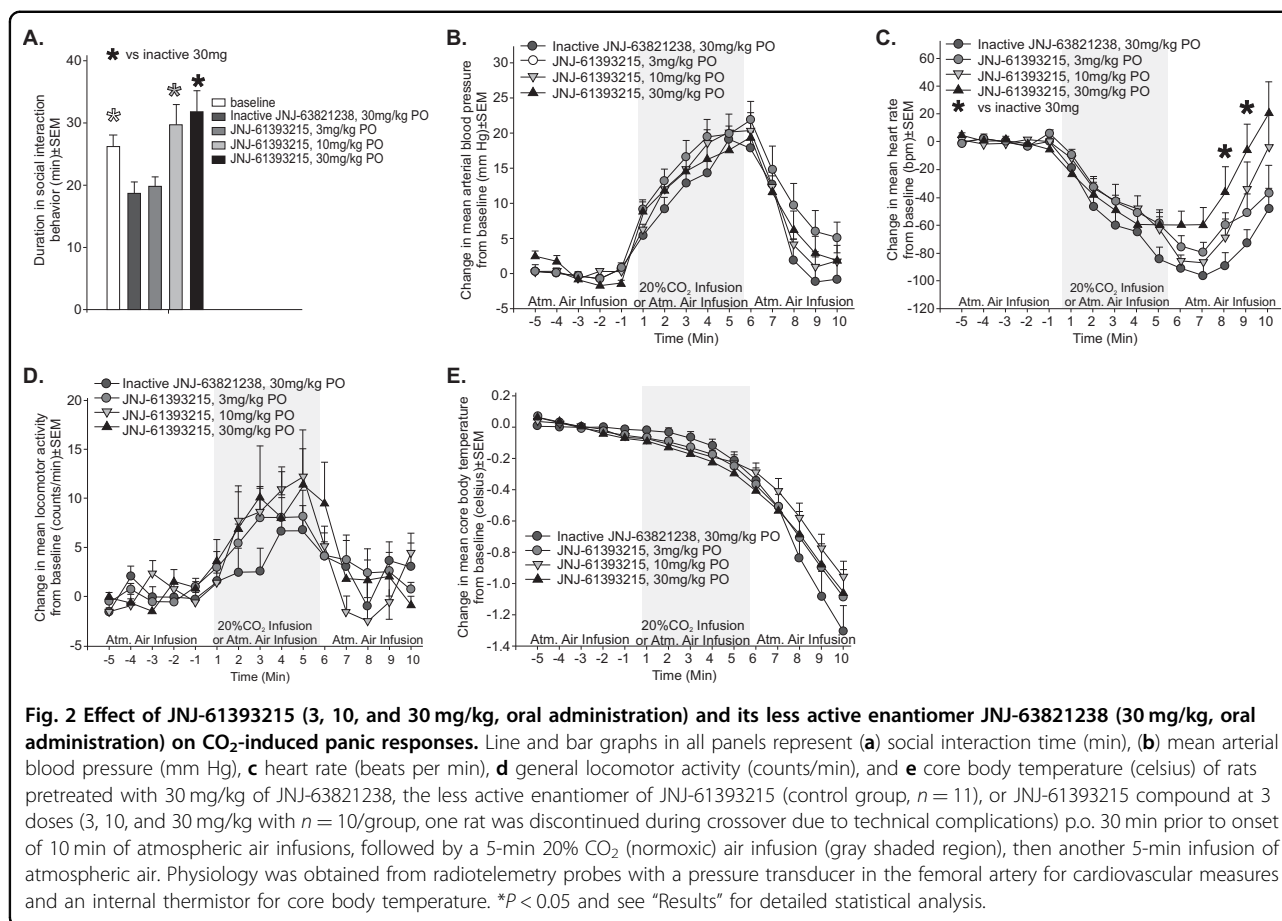 A.
* vs inactive 30mg
Duration in social interaction
behavior (min)±SEM
40
30
20
10
0
baseline
Inactive JNJ-63821238, 30mg/kg PO
JNJ-61393215, 3mg/kg PO
JNJ-61393215, 10mg/kg PO
JNJ-61393215, 30mg/kg PO
B.
Inactive JNJ-63821238, 30mg/kg PO
JNJ-61393215, 3mg/kg PO
JNJ-61393215, 10mg/kg PO
JNJ-61393215, 30mg/kg PO
Change in mean arterial blood pressure
from baseline (mm Hg)±SEM
30
25
20
15
10
5
0
-5
20%CO₂ Infusion
Atm. Air Infusion or Atm. Air Infusion Atm. Air Infusion
-5 -4 -3 -2 -1 1 2 3 4 5 6 7 8 9 10
Time (Min)
C.
Inactive JNJ-63821238, 30mg/kg PO
JNJ-61393215, 3mg/kg PO
JNJ-61393215, 10mg/kg PO
JNJ-61393215, 30mg/kg PO
* vs inactive 30mg
Change in mean heart rate
(bpm)±SEM
from baseline
80
60
40
20
0
-20
-40
-60
-80
-100
-120
20%CO₂ Infusion
Atm. Air Infusion or Atm. Air Infusion Atm. Air Infusion
-5 -4 -3 -2 -1 1 2 3 4 5 6 7 8 9 10
Time (Min)
D.
Inactive JNJ-63821238, 30mg/kg PO
JNJ-61393215, 3mg/kg PO
JNJ-61393215, 10mg/kg PO
JNJ-61393215, 30mg/kg PO
Change in mean locomotor activity
from baseline (counts/min)±SEM
20
15
10
5
0
-5
20%CO₂ Infusion
Atm. Air Infusion or Atm. Air Infusion Atm. Air Infusion
-5 -4 -3 -2 -1 1 2 3 4 5 6 7 8 9 10
Time (Min)
E.
Change in mean core body temperature
from baseline (celsius)±SEM
0.2
0.0
-0.2
-0.4
-0.6
-0.8
-1.0
-1.2
-1.4
Inactive JNJ-63821238, 30mg/kg PO
JNJ-61393215, 3mg/kg PO
JNJ-61393215, 10mg/kg PO
JNJ-61393215, 30mg/kg PO
20%CO₂ Infusion
Atm. Air Infusion or Atm. Air Infusion Atm. Air Infusion
-5 -4 -3 -2 -1 1 2 3 4 5 6 7 8 9 10
Time (Min)
Fig. 2 Effect of JNJ-61393215 (3, 10, and 30 mg/kg, oral administration) and its less active enantiomer JNJ-63821238 (30 mg/kg, oral
administration) on CO₂-induced panic responses. Line and bar graphs in all panels represent (a) social interaction time (min), (b) mean arterial
blood pressure (mm Hg), c heart rate (beats per min), d general locomotor activity (counts/min), and e core body temperature (celsius) of rats
pretreated with 30 mg/kg of JNJ-63821238, the less active enantiomer of JNJ-61393215 (control group, n = 11), or JNJ-61393215 compound at 3
doses (3, 10, and 30 mg/kg with n = 10/group, one rat was discontinued during crossover due to technical complications) p.o. 30 min prior to onset
of 10 min of atmospheric air infusions, followed by a 5-min 20% CO₂ (normoxic) air infusion (gray shaded region), then another 5-min infusion of
atmospheric air. Physiology was obtained from radiotelemetry probes with a pressure transducer in the femoral artery for cardiovascular measures
and an internal thermistor for core body temperature. *P < 0.05 and see “Results” for detailed statistical analysis.